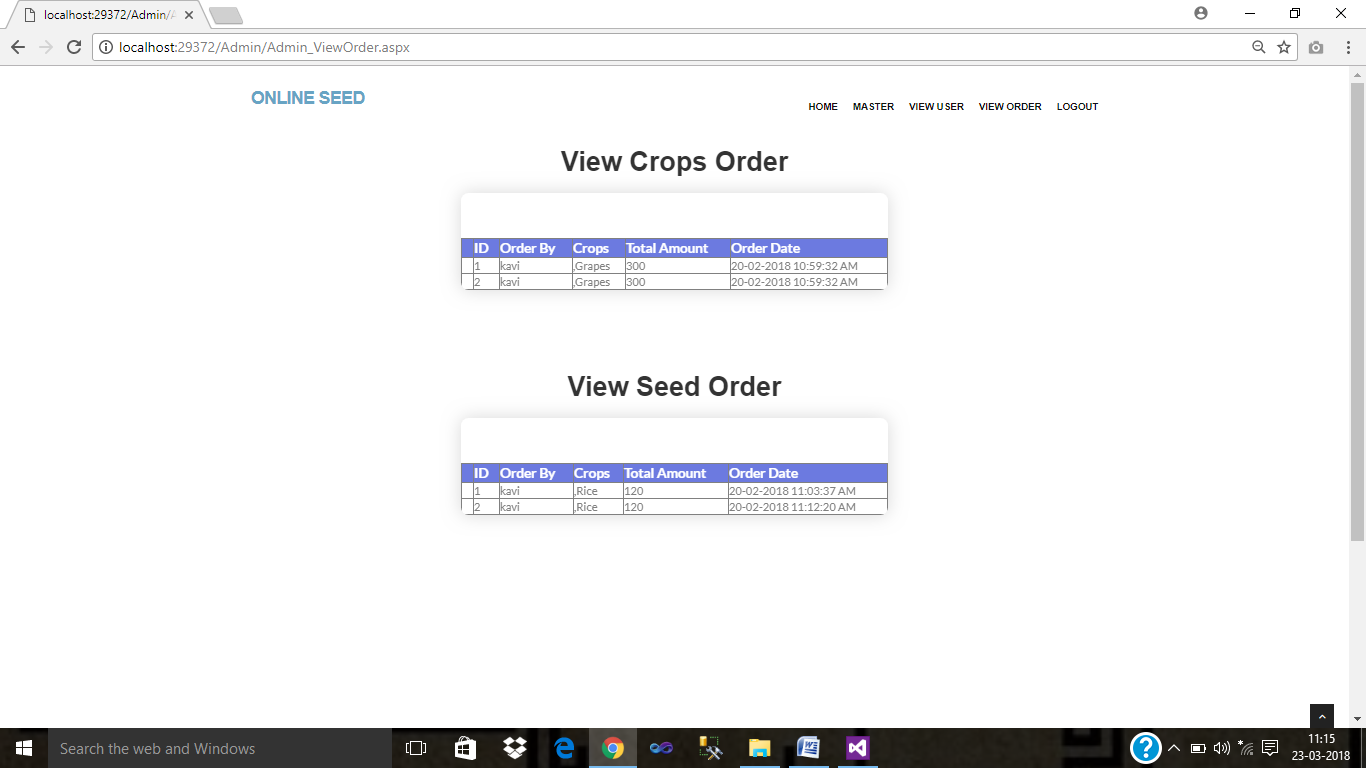 localhost:29372/Admin/A
localhost:29372/Admin/Admin_ViewOrder.aspx
ONLINE SEED
HOME MASTER VIEW USER VIEW ORDER LOGOUT
View Crops Order
ID Order By Crops Total Amount Order Date
1 kavi ,Grapes 300 20-02-2018 10:59:32 AM
2 kavi ,Grapes 300 20-02-2018 10:59:32 AM
View Seed Order
ID Order By Crops Total Amount Order Date
1 kavi ,Rice 120 20-02-2018 11:03:37 AM
2 kavi ,Rice 120 20-02-2018 11:12:20 AM
Search the web and Windows
11:15
23-03-2018